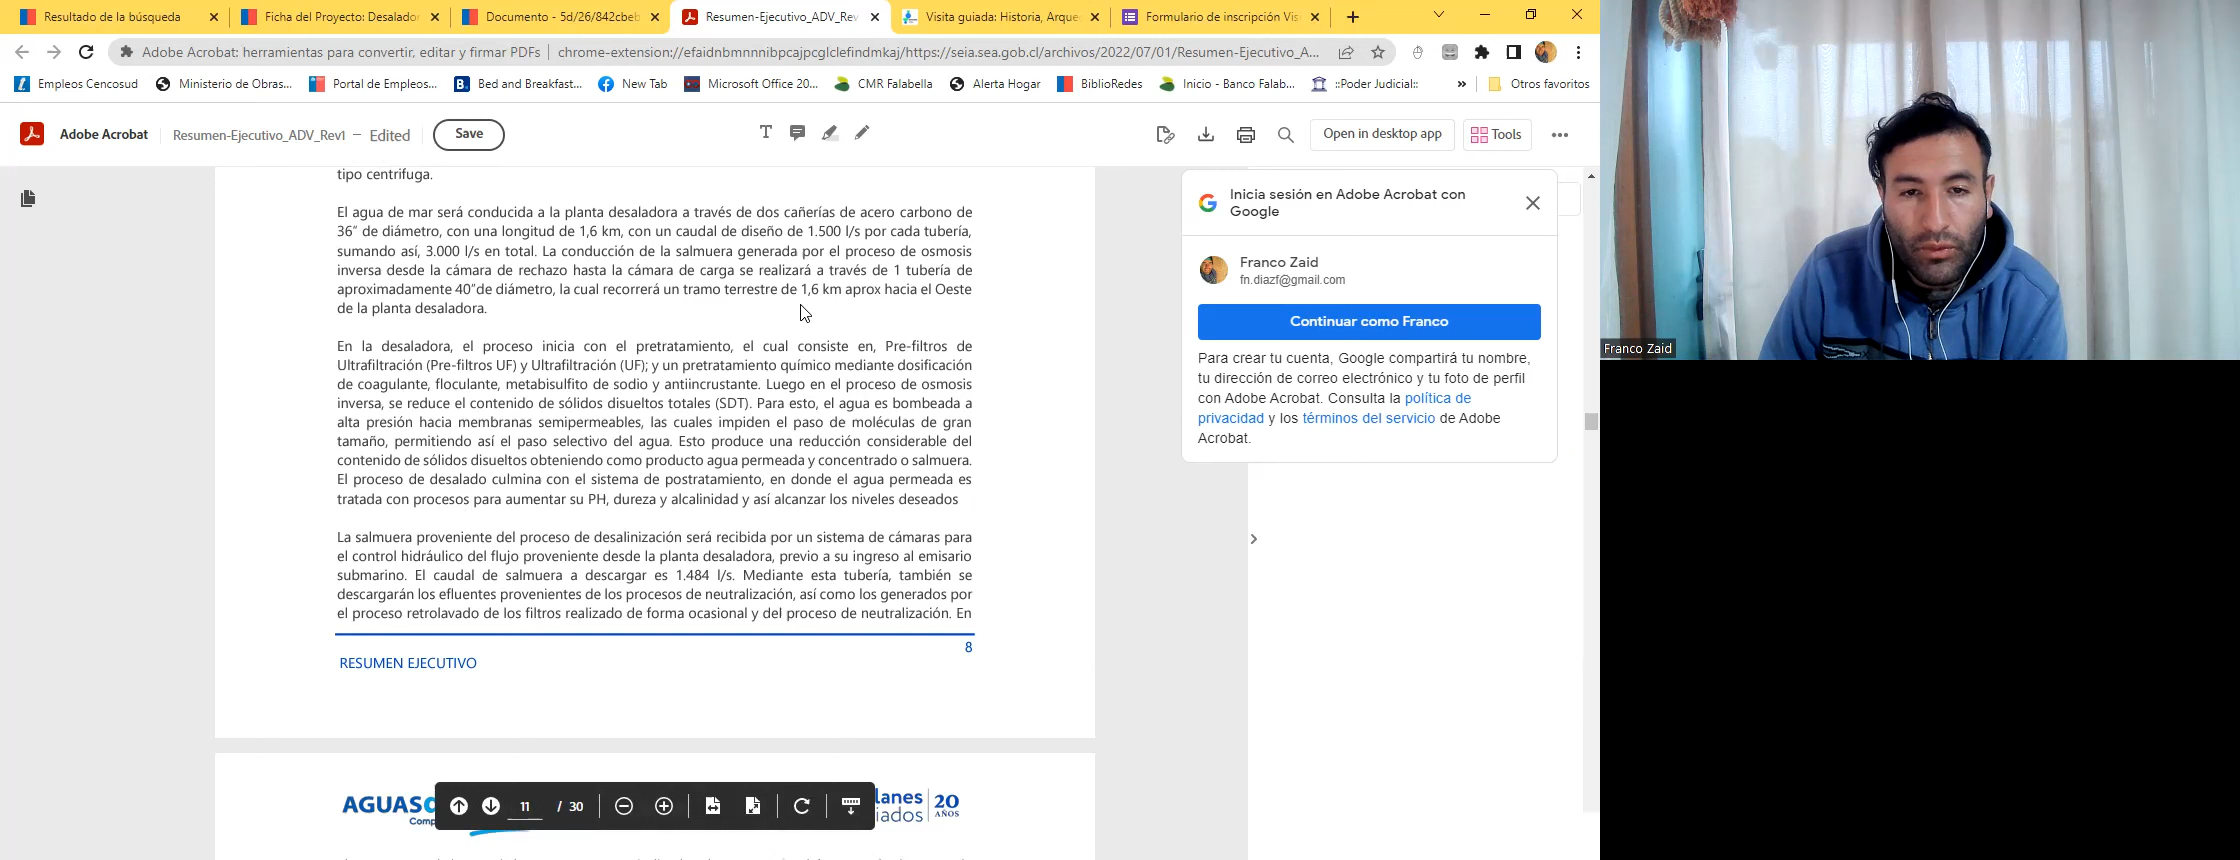 Resultado de la búsqueda
Ficha del Proyecto: Desalador
Documento - 5d/26/842cbeb
Resumen-Ejecutivo_ADV_Rev
Visita guiada: Historia, Arque
Formulario de inscripción Vis
Adobe Acrobat: herramientas para convertir, editar y firmar PDFs
chrome-extension://efaidnbmnnnibpcajpcglclefindmkaj/https://seia.sea.gob.cl/archivos/2022/07/01/Resumen-Ejecutivo_A...
Empleos Cencosud
Ministerio de Obras...
Portal de Empleos...
Bed and Breakfast...
New Tab
Microsoft Office 20...
CMR Falabella
Alerta Hogar
BiblioRedes
Inicio - Banco Falab...
::Poder Judicial::
»
Otros favoritos
Adobe Acrobat
Resumen-Ejecutivo_ADV_Rev1 — Edited
Save
Open in desktop app
Tools
tipo centrifuga.
El agua de mar será conducida a la planta desaladora a través de dos cañerías de acero carbono de
36” de diámetro, con una longitud de 1,6 km, con un caudal de diseño de 1.500 l/s por cada tubería,
sumando así, 3.000 l/s en total. La conducción de la salmuera generada por el proceso de osmosis
inversa desde la cámara de rechazo hasta la cámara de carga se realizará a través de 1 tubería de
aproximadamente 40”de diámetro, la cual recorrerá un tramo terrestre de 1,6 km aprox hacia el Oeste
de la planta desaladora.
En la desaladora, el proceso inicia con el pretratamiento, el cual consiste en, Pre-filtros de
Ultrafiltración (Pre-filtros UF) y Ultrafiltración (UF); y un pretratamiento químico mediante dosificación
de coagulante, floculante, metabisulfito de sodio y antiincrustante. Luego en el proceso de osmosis
inversa, se reduce el contenido de sólidos disueltos totales (SDT). Para esto, el agua es bombeada a
alta presión hacia membranas semipermeables, las cuales impiden el paso de moléculas de gran
tamaño, permitiendo así el paso selectivo del agua. Esto produce una reducción considerable del
contenido de sólidos disueltos obteniendo como producto agua permeada y concentrado o salmuera.
El proceso de desalado culmina con el sistema de postratamiento, en donde el agua permeada es
tratada con procesos para aumentar su PH, dureza y alcalinidad y así alcanzar los niveles deseados
La salmuera proveniente del proceso de desalinización será recibida por un sistema de cámaras para
el control hidráulico del flujo proveniente desde la planta desaladora, previo a su ingreso al emisario
submarino. El caudal de salmuera a descargar es 1.484 l/s. Mediante esta tubería, también se
descargarán los efluentes provenientes de los procesos de neutralización, así como los generados por
el proceso retrolavado de los filtros realizado de forma ocasional y del proceso de neutralización. En
8
RESUMEN EJECUTIVO
Inicia sesión en Adobe Acrobat con
Google
Franco Zaid
fn.diazf@gmail.com
Continuar como Franco
Para crear tu cuenta, Google compartirá tu nombre,
tu dirección de correo electrónico y tu foto de perfil
con Adobe Acrobat. Consulta la política de
privacidad y los términos del servicio de Adobe
Acrobat.
Franco Zaid
11 / 30
AGUAS
Comp
lanes
iados
20
AÑOS